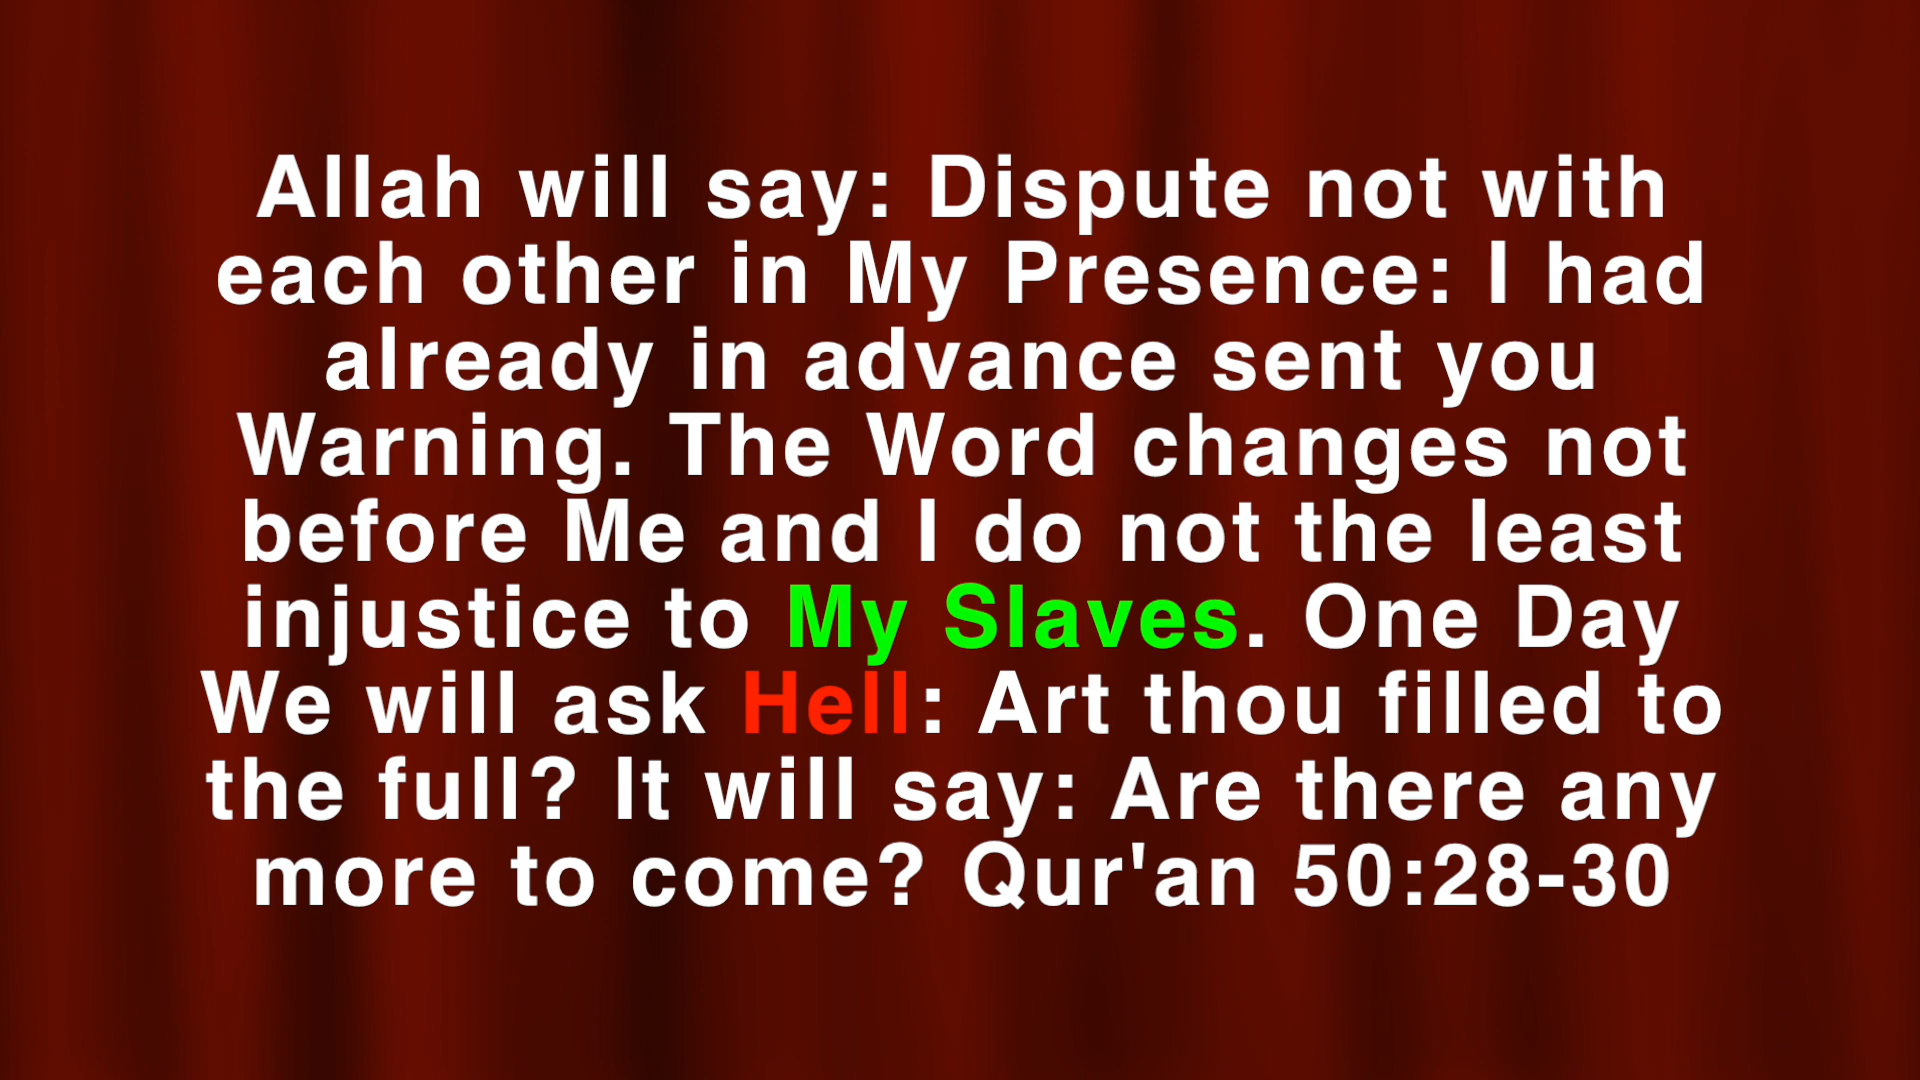 Allah will say: Dispute not with
each other in My Presence: I had
already in advance sent you
Warning. The Word changes not
before Me and I do not the least
injustice to My Slaves. One Day
We will ask Hell: Art thou filled to
the full? It will say: Are there any
more to come? Qur'an 50:28-30